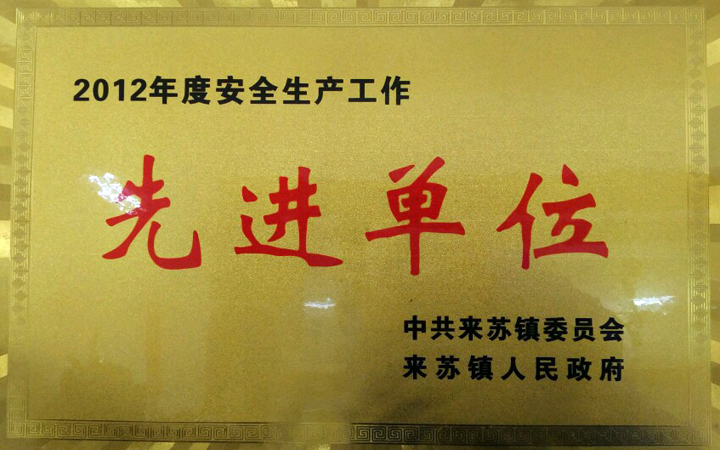 2012年度安全生产工作
先进单位
中共来苏镇委员会
来苏镇人民政府